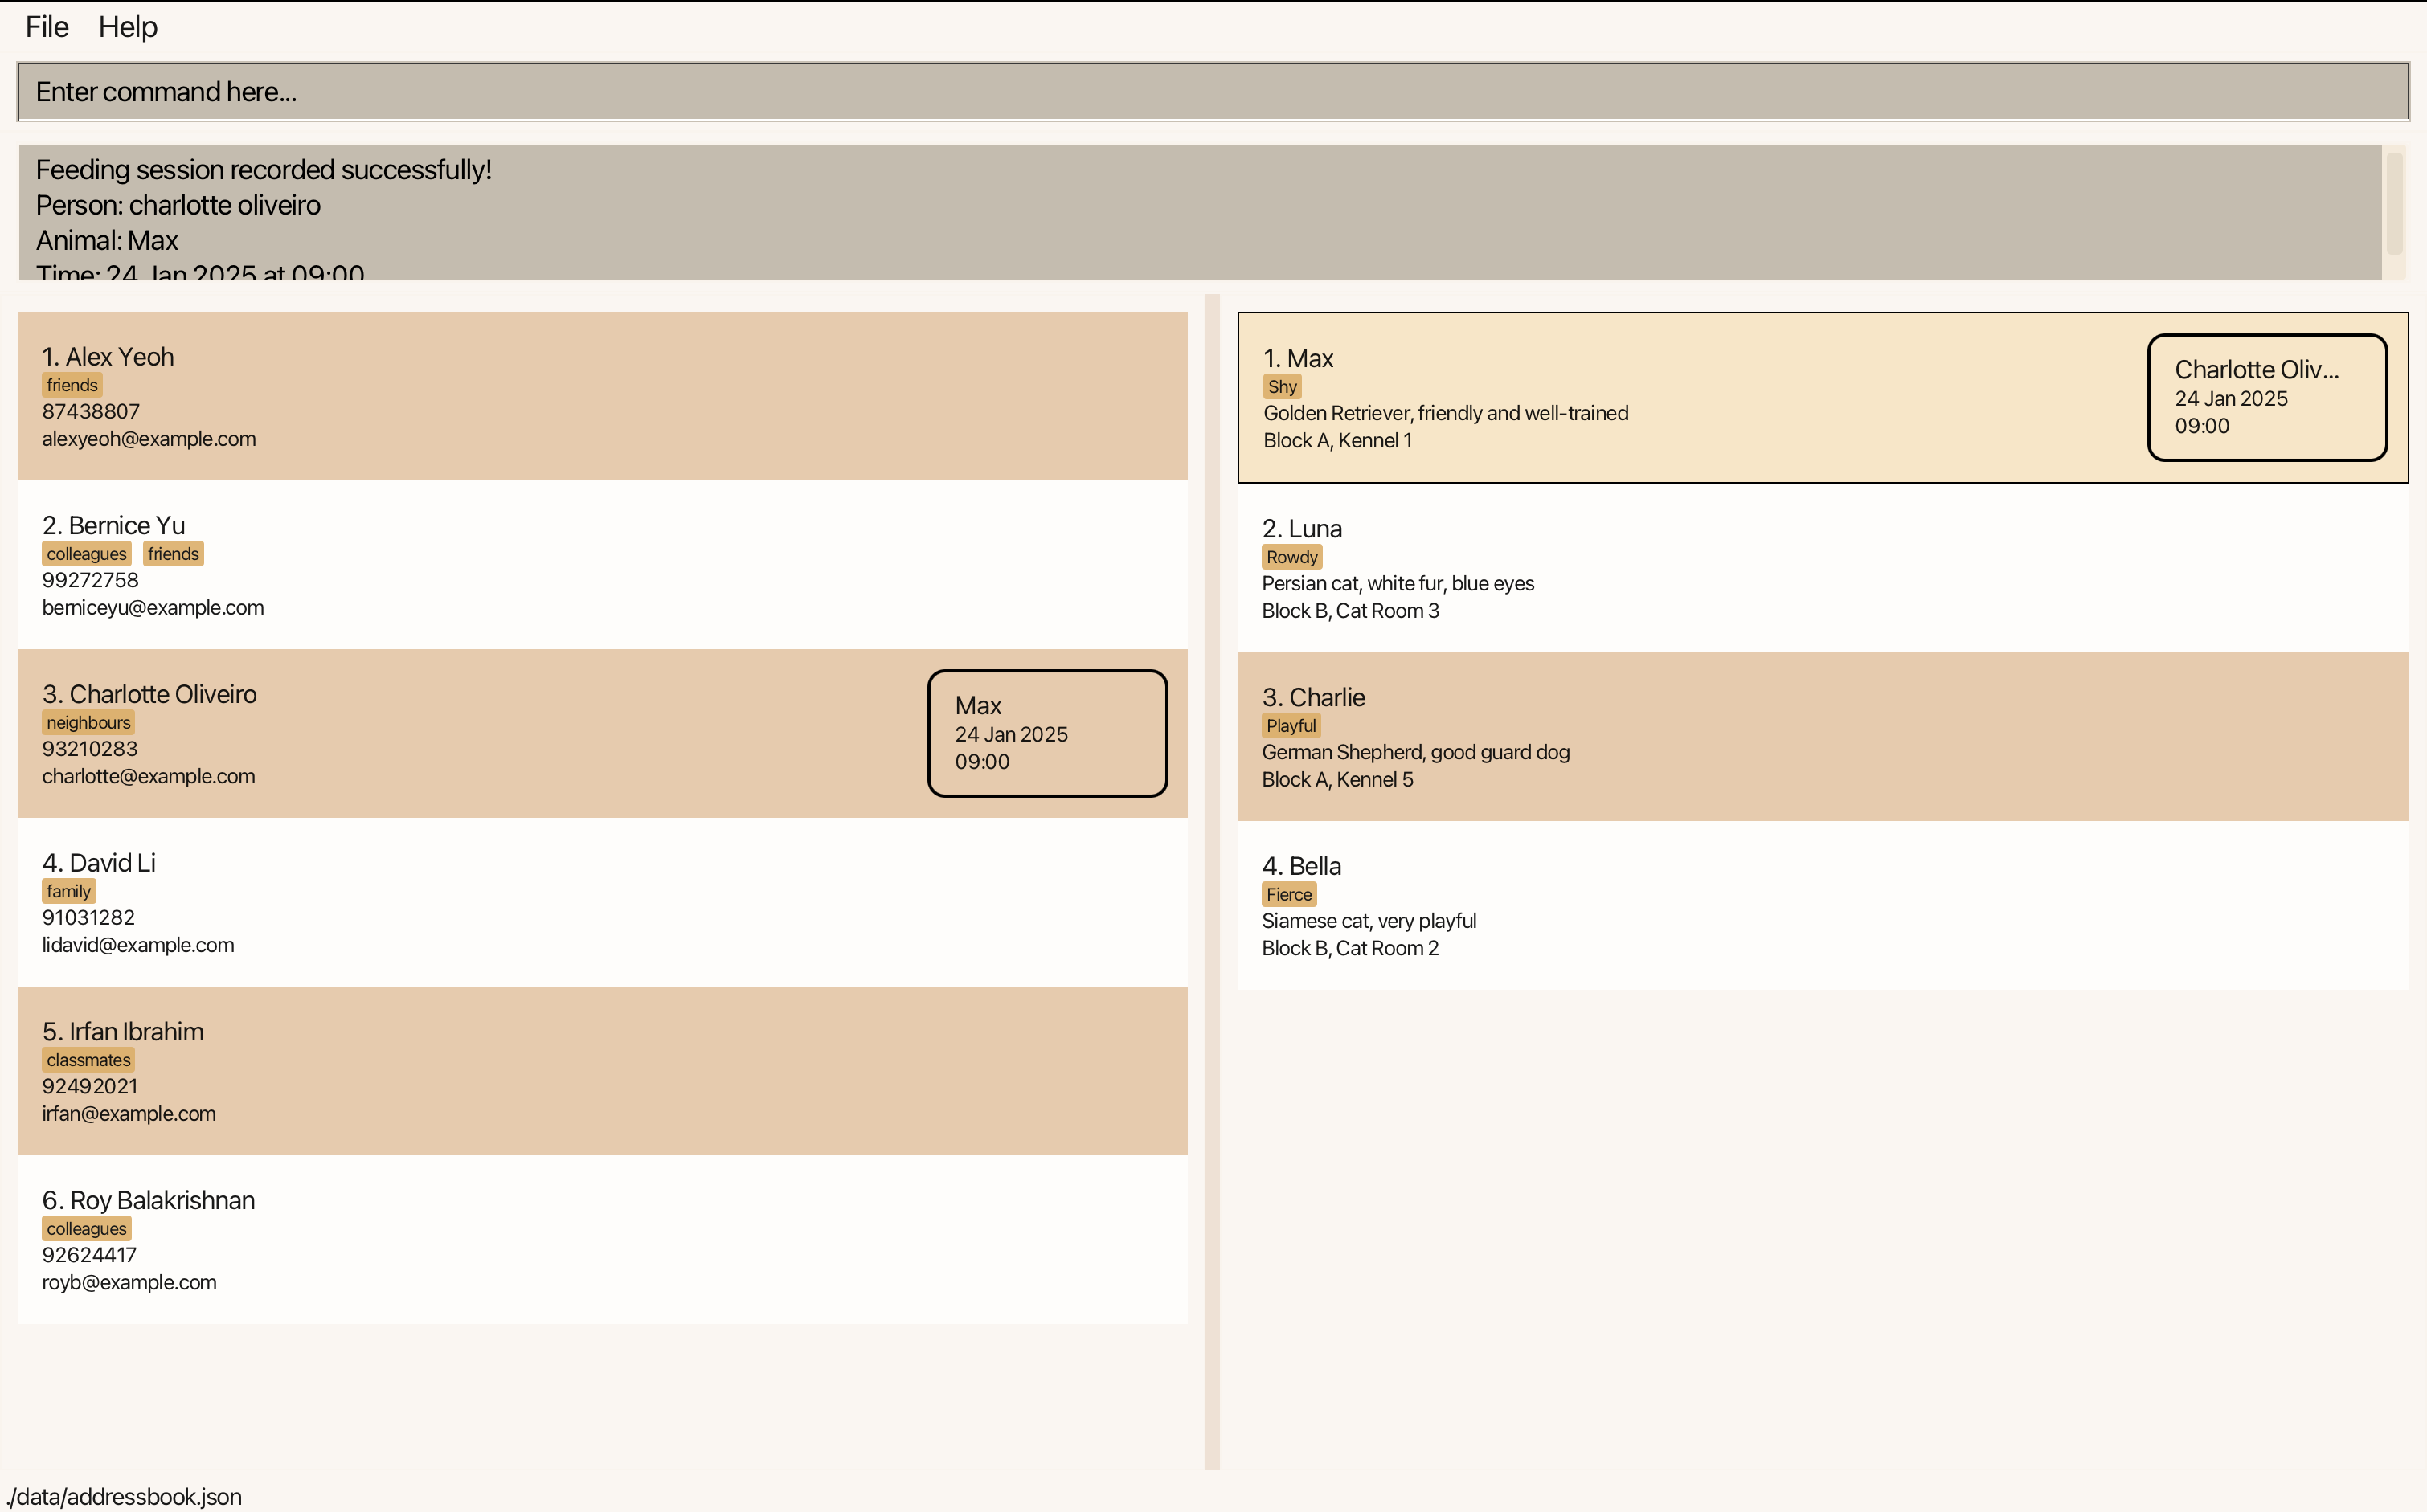 File Help
Enter command here...
Feeding session recorded successfully!
Person: charlotte oliveiro
Animal: Max
Time: 24 Jan 2025 at 09:00
1. Alex Yeoh
friends
87438807
alexyeoh@example.com
2. Bernice Yu
colleagues friends
99272758
berniceyu@example.com
3. Charlotte Oliveiro
neighbours
93210283
charlotte@example.com
Max
24 Jan 2025
09:00
4. David Li
family
91031282
lidavid@example.com
5. Irfan Ibrahim
classmates
92492021
irfan@example.com
6. Roy Balakrishnan
colleagues
92624417
royb@example.com
1. Max
Shy
Golden Retriever, friendly and well-trained
Block A, Kennel 1
Charlotte Oliv...
24 Jan 2025
09:00
2. Luna
Rowdy
Persian cat, white fur, blue eyes
Block B, Cat Room 3
3. Charlie
Playful
German Shepherd, good guard dog
Block A, Kennel 5
4. Bella
Fierce
Siamese cat, very playful
Block B, Cat Room 2
./data/addressbook.json